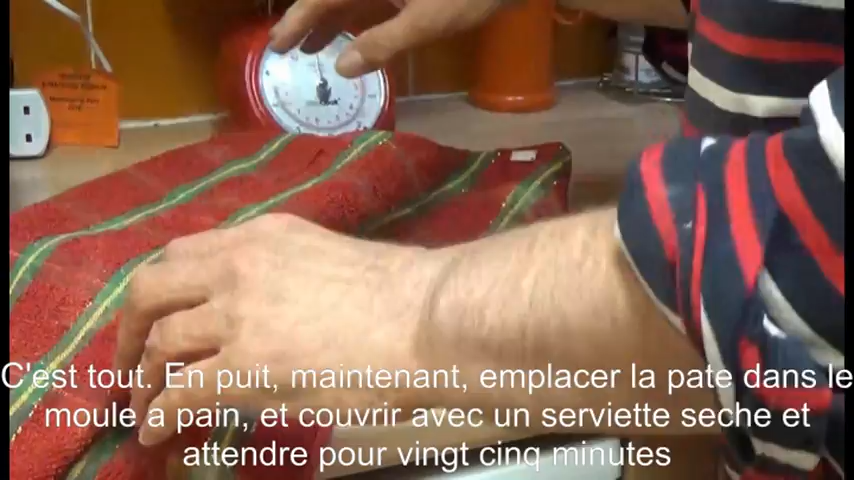 C'est tout. En puit, maintenant, emplacer la pate dans le
moule a pain, et couvrir avec un serviette seche et
attendre pour vingt cinq minutes